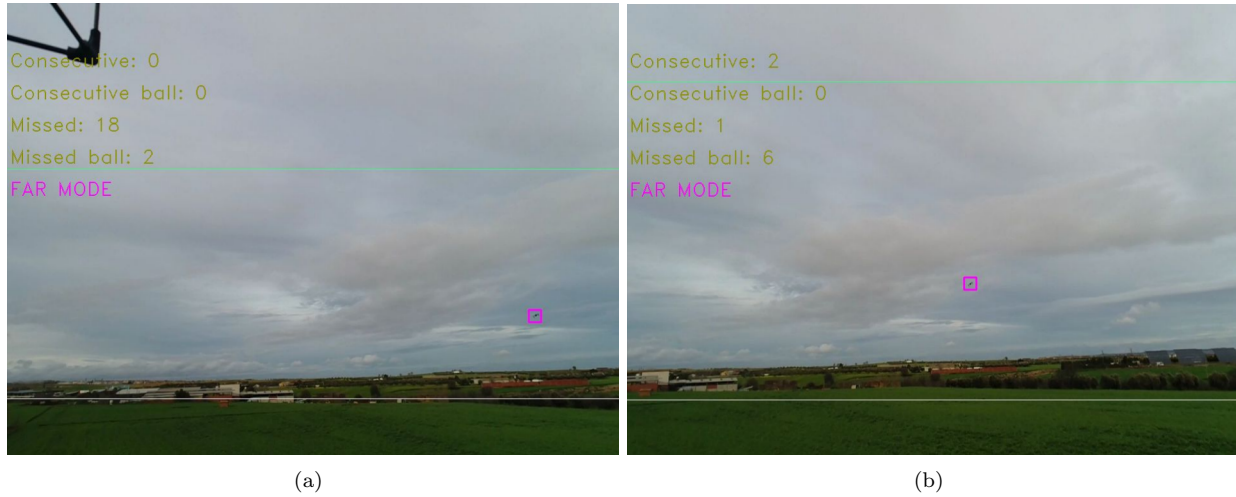 Consecutive: 0
Consecutive ball: 0
Missed: 18
Missed ball: 2
FAR MODE
Consecutive: 2
Consecutive ball: 0
Missed: 1
Missed ball: 6
FAR MODE
(a)
(b)